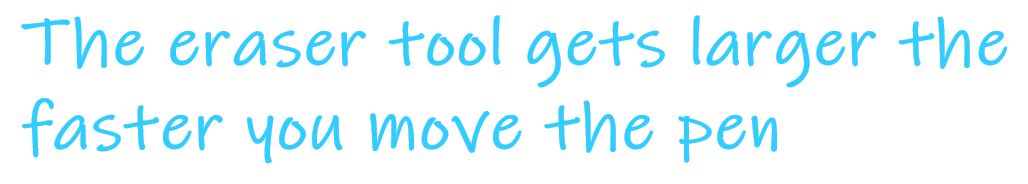 The eraser tool gets larger the
faster you move the pen